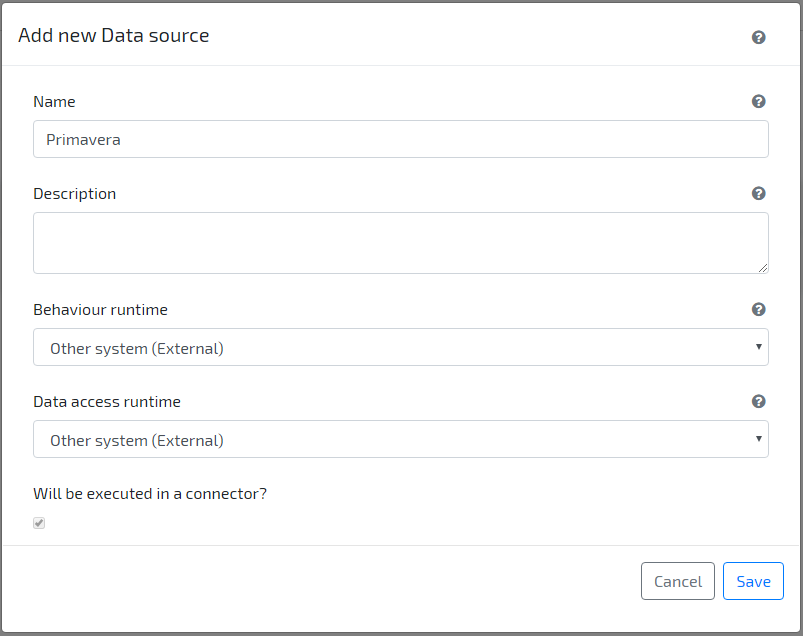 Add new Data source
Name
Primavera
Description
Behaviour runtime
Other system (External)
Data access runtime
Other system (External)
Will be executed in a connector?
Cancel
Save